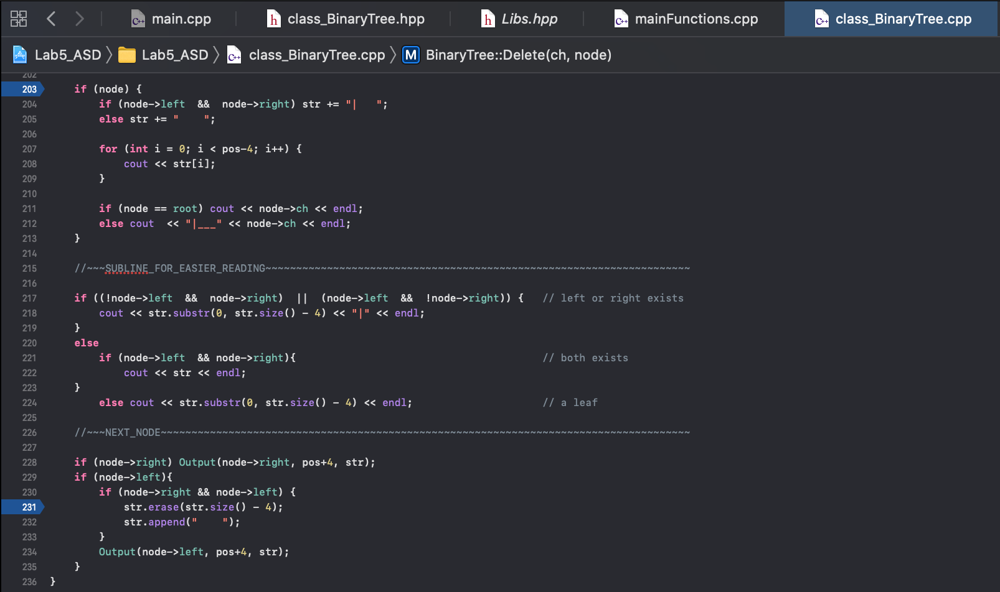 main.cpp class_BinaryTree.hpp Libs.hpp mainFunctions.cpp class_BinaryTree.cpp
Lab5_ASD 〉 Lab5_ASD 〉 class_BinaryTree.cpp 〉 M BinaryTree::Delete(ch, node)
202
203     if (node) {
204         if (node->left  &&  node->right) str += "|   ";
205         else str += "    ";
206
207         for (int i = 0; i < pos-4; i++) {
208             cout << str[i];
209         }
210
211         if (node == root) cout << node->ch << endl;
212         else cout  << "|___" << node->ch << endl;
213     }
214
215     //~~~SUBLINE_FOR_EASIER_READING~~~~~~~~~~~~~~~~~~~~~~~~~~~~~~~~~~~~~~~~~~~~~~~~~~~~~~~~~~~~~~~~~~~~~
216
217     if ((!node->left  &&  node->right)  ||  (node->left  &&  !node->right)) {   // left or right exists
218         cout << str.substr(0, str.size() - 4) << "|" << endl;
219     }
220     else
221         if (node->left  && node->right){                                        // both exists
222             cout << str << endl;
223     }
224         else cout << str.substr(0, str.size() - 4) << endl;                     // a leaf
225
226     //~~~NEXT_NODE~~~~~~~~~~~~~~~~~~~~~~~~~~~~~~~~~~~~~~~~~~~~~~~~~~~~~~~~~~~~~~~~~~~~~~~~~~~~~~~~~~~~~~
227
228     if (node->right) Output(node->right, pos+4, str);
229     if (node->left){
230         if (node->right && node->left) {
231             str.erase(str.size() - 4);
232             str.append("    ");
233         }
234         Output(node->left, pos+4, str);
235     }
236 }